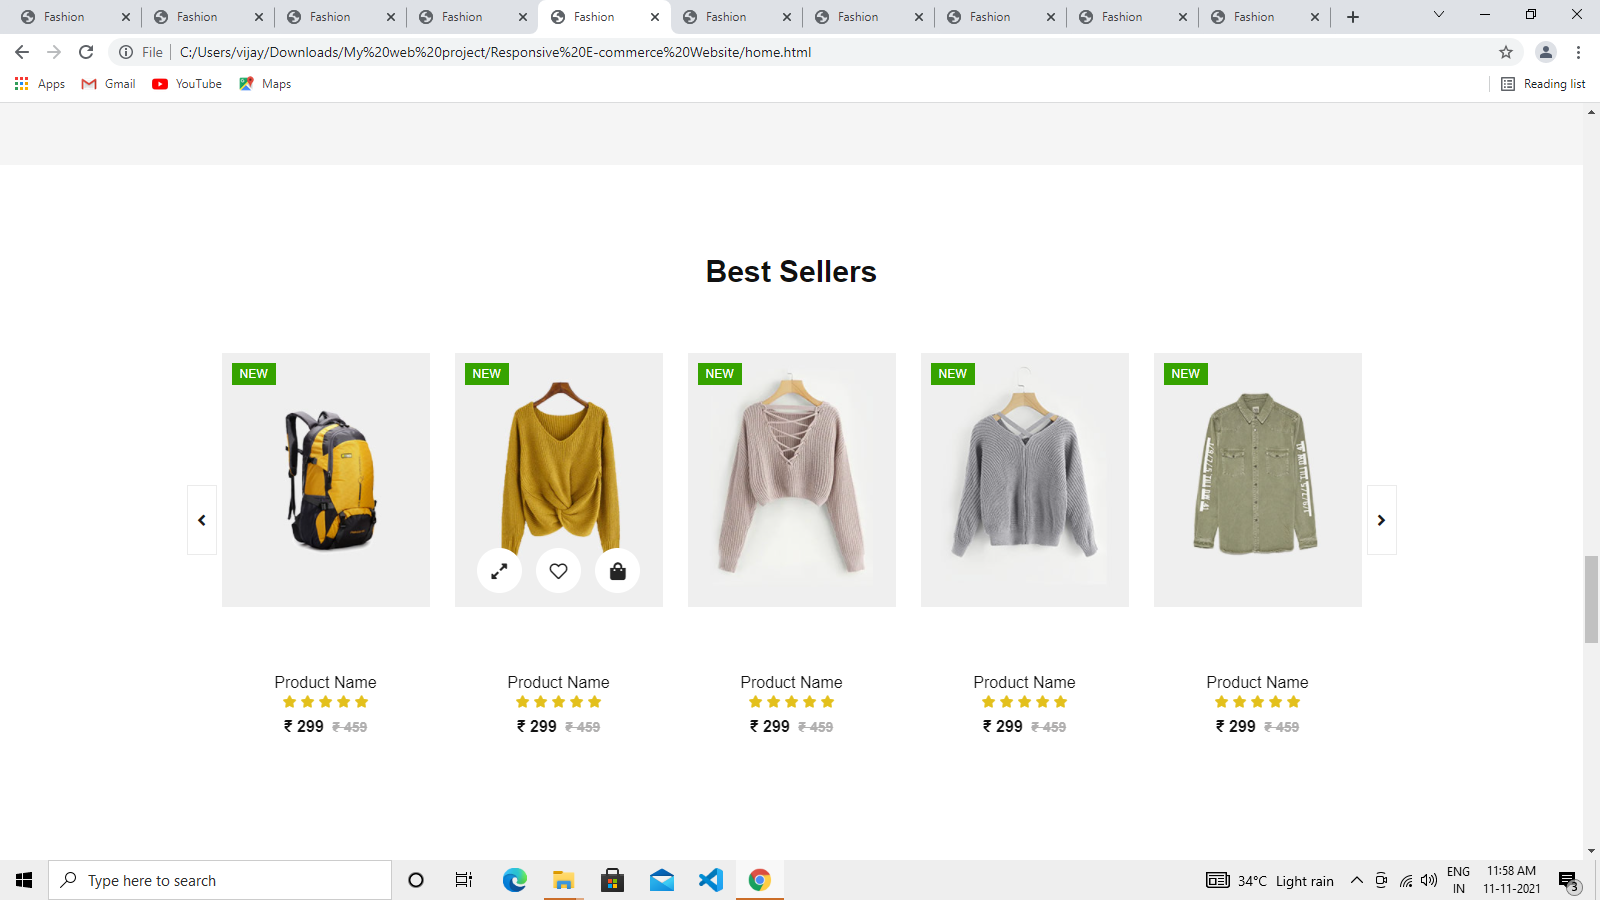 Fashion Fashion Fashion Fashion Fashion Fashion Fashion Fashion Fashion Fashion
File C:/Users/vijay/Downloads/My%20web%20project/Responsive%20E-commerce%20Website/home.html
Apps Gmail YouTube Maps Reading list
Best Sellers
NEW NEW NEW NEW NEW
Product Name Product Name Product Name Product Name Product Name
₹ 299 ₹ 459 ₹ 299 ₹ 459 ₹ 299 ₹ 459 ₹ 299 ₹ 459 ₹ 299 ₹ 459
Type here to search
34°C Light rain
ENG
IN
11:58 AM
11-11-2021
3